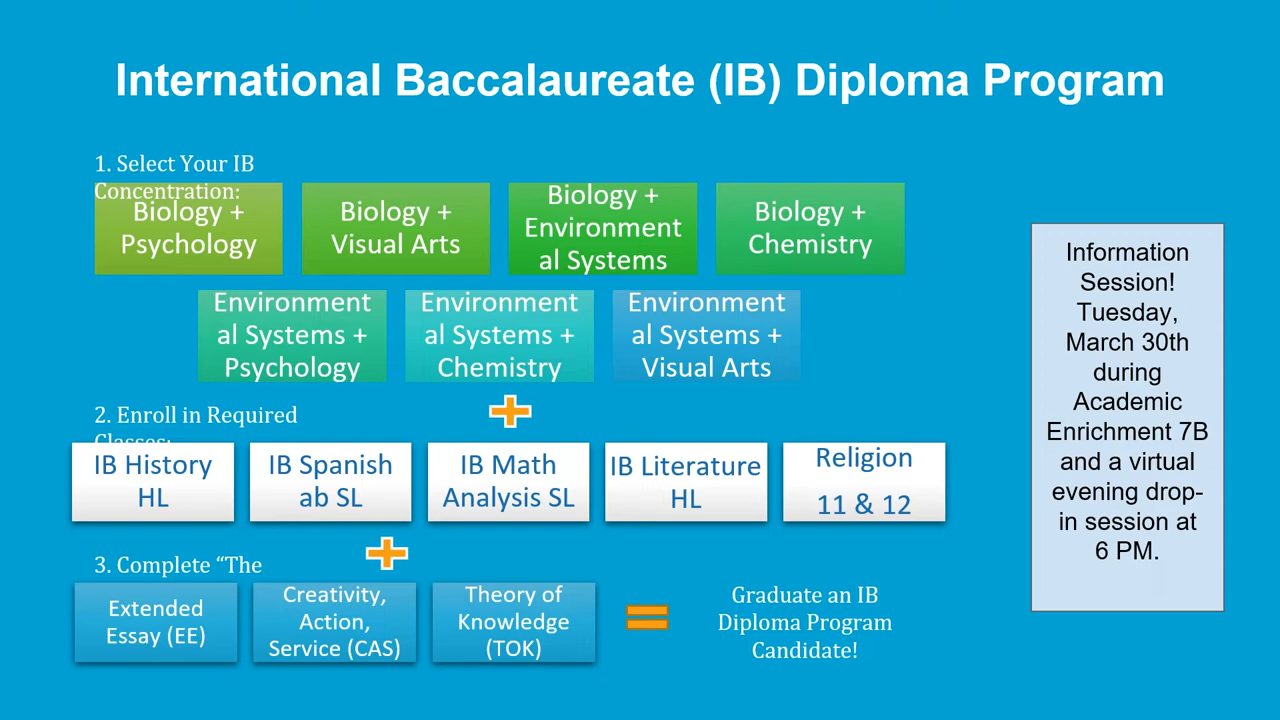 International Baccalaureate (IB) Diploma Program
1. Select Your IB
Concentration:
Biology +
Psychology
Biology +
Visual Arts
Biology +
Environment
al Systems
Biology +
Chemistry
Environment
al Systems +
Psychology
Environment
al Systems +
Chemistry
Environment
al Systems +
Visual Arts
2. Enroll in Required
Classes:
IB History
HL
IB Spanish
ab SL
IB Math
Analysis SL
IB Literature
HL
Religion
11 & 12
3. Complete “The
Extended
Essay (EE)
Creativity,
Action,
Service (CAS)
Theory of
Knowledge
(TOK)
Graduate an IB
Diploma Program
Candidate!
Information
Session!
Tuesday,
March 30th
during
Academic
Enrichment 7B
and a virtual
evening drop-
in session at
6 PM.